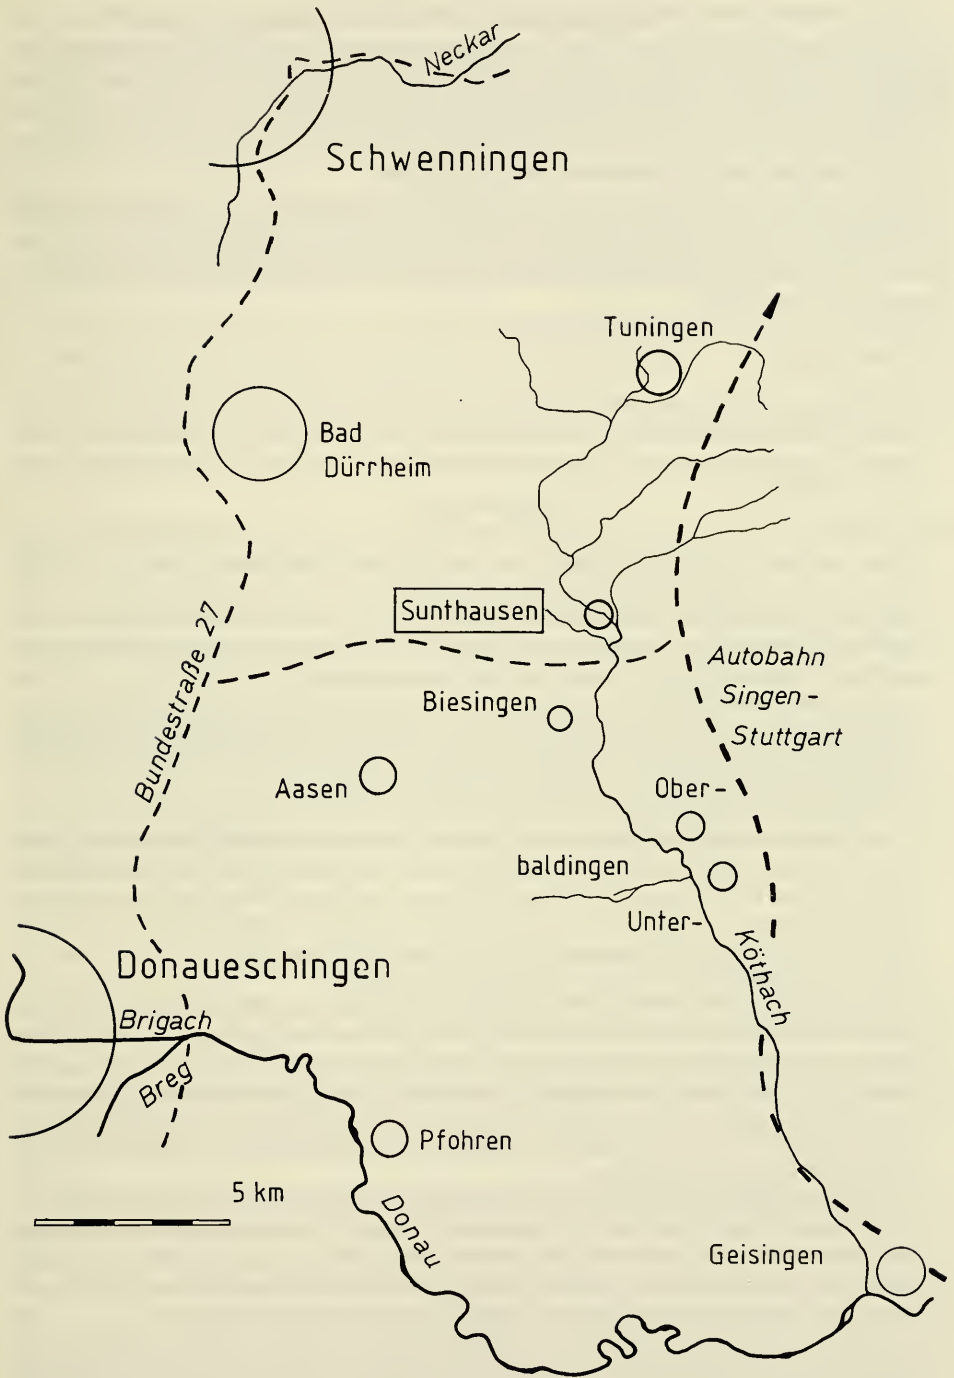 Neckar
Schwenningen
Tuningen
Bad
Dürrheim
Sunthausen
Bundestraße 27
Autobahn
Singen-
Stuttgart
Biesingen
Aasen
Ober-
baldingen
Unter-
Köthach
Donaueschingen
Brigach
Breg
Pfohren
5 km
Donau
Geisingen